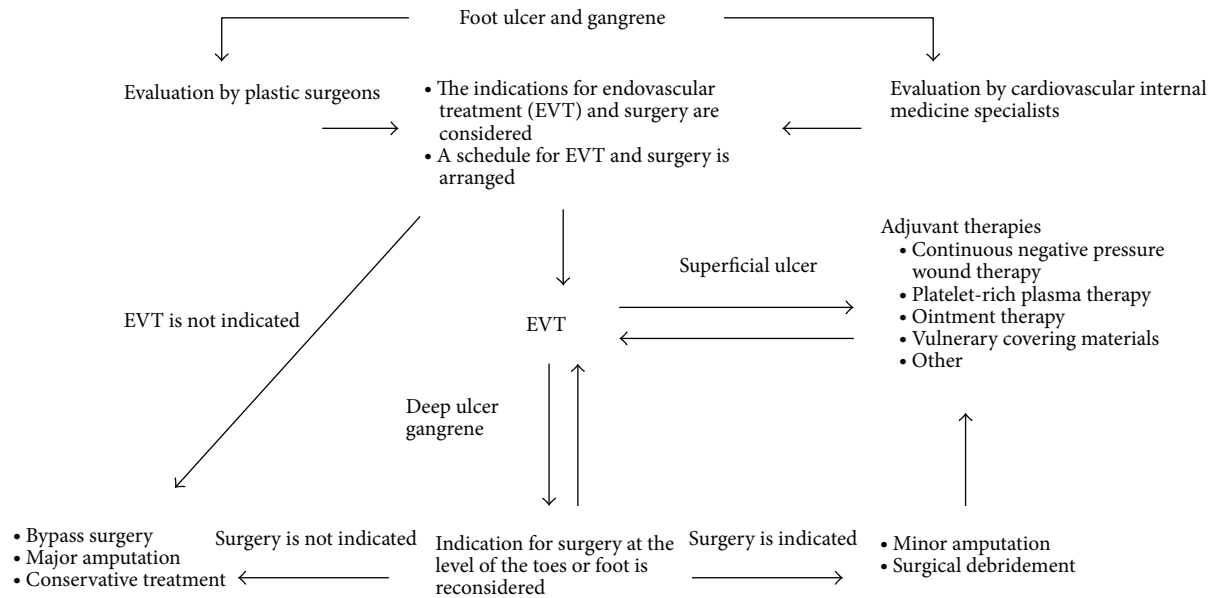 Foot ulcer and gangrene
Evaluation by plastic surgeons
• The indications for endovascular
treatment (EVT) and surgery are
considered
• A schedule for EVT and surgery is
arranged
Evaluation by cardiovascular internal
medicine specialists
Adjuvant therapies
• Continuous negative pressure
wound therapy
• Platelet-rich plasma therapy
• Ointment therapy
• Vulnerary covering materials
• Other
Superficial ulcer
EVT is not indicated
EVT
Deep ulcer
gangrene
• Bypass surgery
• Major amputation
• Conservative treatment
Surgery is not indicated
Indication for surgery at the
level of the toes or foot is
reconsidered
Surgery is indicated
• Minor amputation
• Surgical debridement